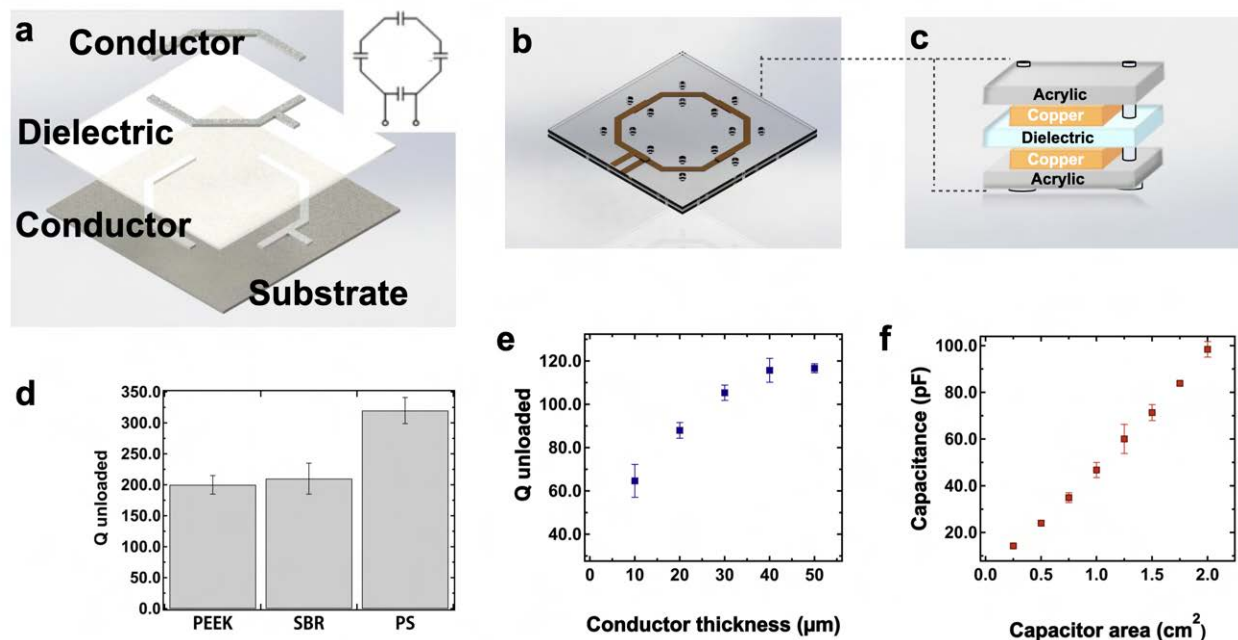 a
Conductor
Dielectric
Conductor
Substrate
b
c
Acrylic
Copper
Dielectric
Copper
Acrylic
d
Q unloaded
350.0
300.0
250.0
200.0
150.0
100.0
50.0
0.0
PEEK SBR PS
e
Q unloaded
120.0
100.0
80.0
60.0
40.0
0 10 20 30 40 50
Conductor thickness (µm)
f
Capacitance (pF)
100.0
80.0
60.0
40.0
20.0
0.0 0.5 1.0 1.5 2.0
Capacitor area (cm²)